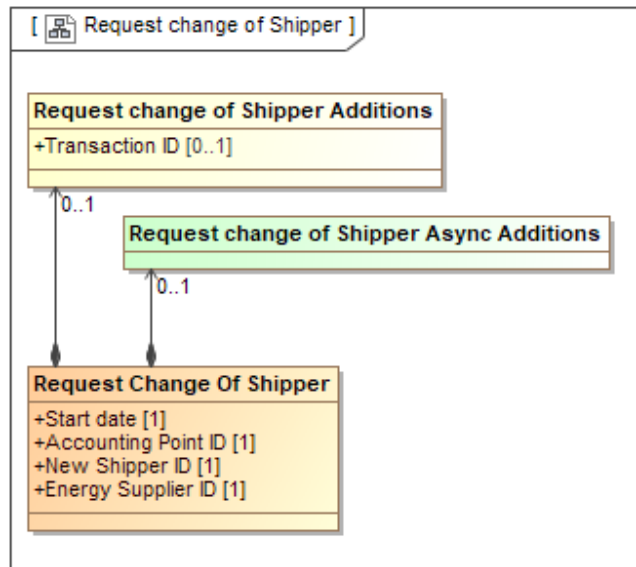 [ Request change of Shipper ]
Request change of Shipper Additions
+Transaction ID [0..1]
0..1
Request change of Shipper Async Additions
0..1
Request Change Of Shipper
+Start date [1]
+Accounting Point ID [1]
+New Shipper ID [1]
+Energy Supplier ID [1]